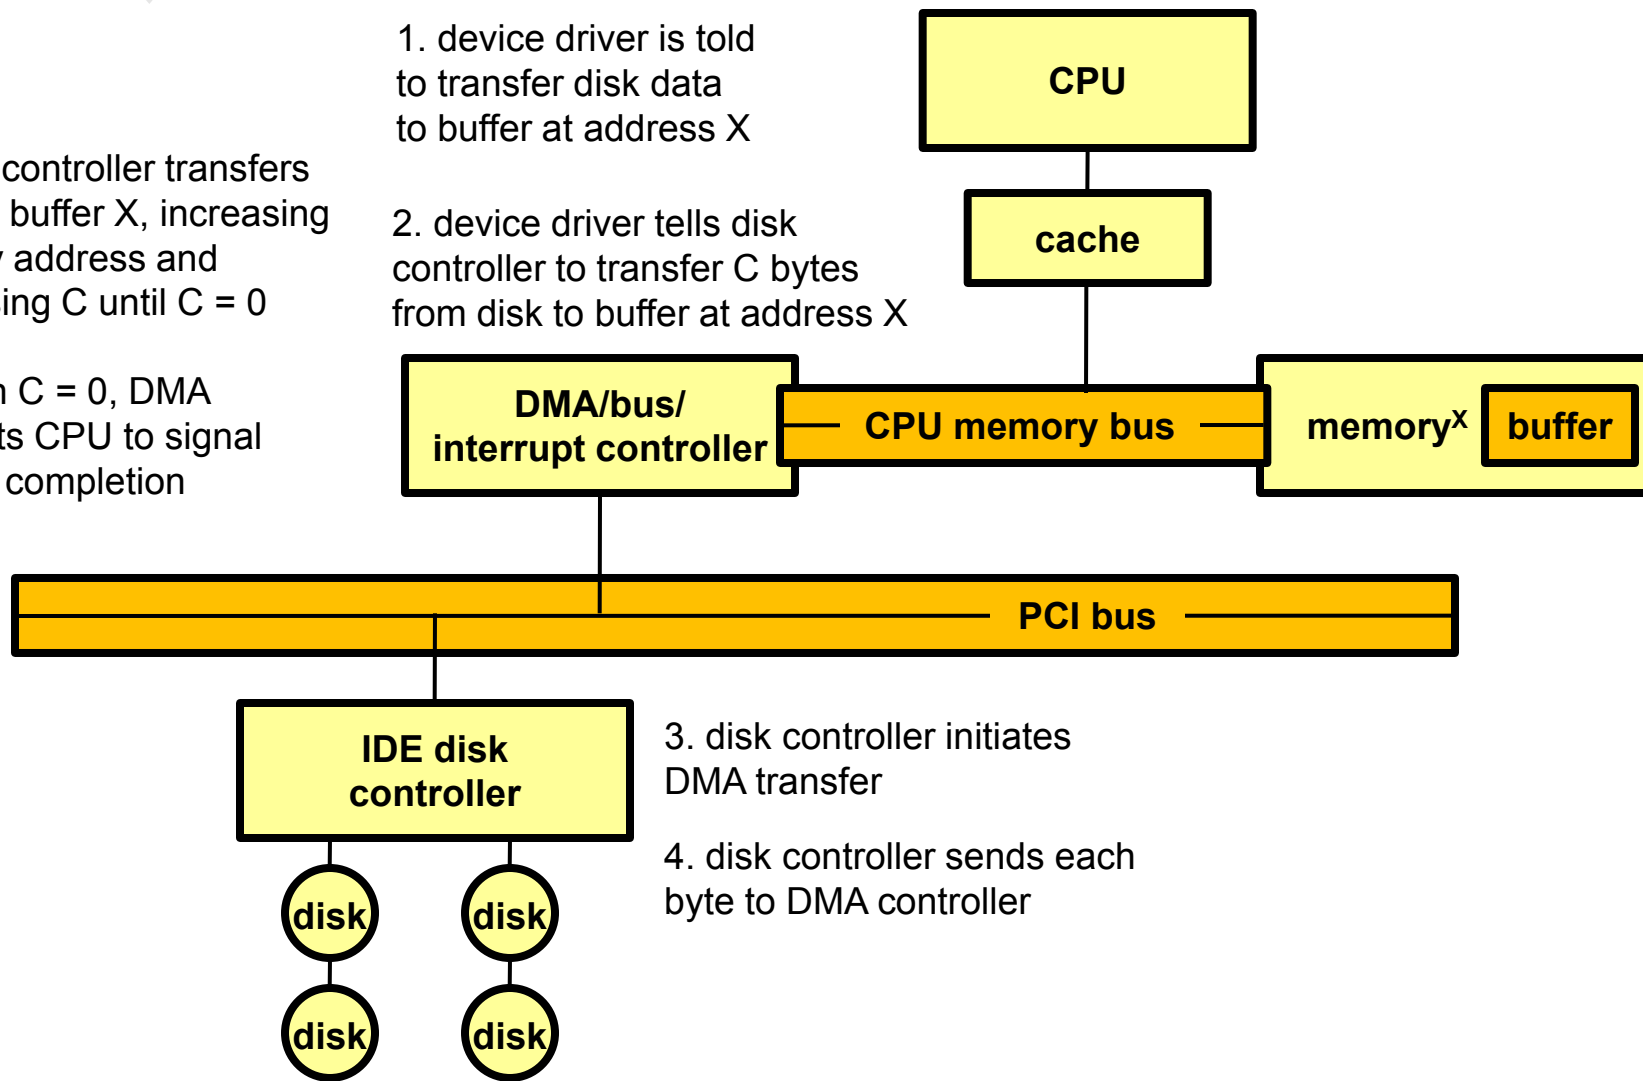 1. device driver is told
to transfer disk data
to buffer at address X
CPU
controller transfers
buffer X, increasing
address and
sing C until C = 0
2. device driver tells disk
controller to transfer C bytes
from disk to buffer at address X
cache
C = 0, DMA
ts CPU to signal
completion
DMA/bus/
interrupt controller
CPU memory bus
memory X
buffer
PCI bus
IDE disk
controller
3. disk controller initiates
DMA transfer
4. disk controller sends each
byte to DMA controller
disk
disk
disk
disk